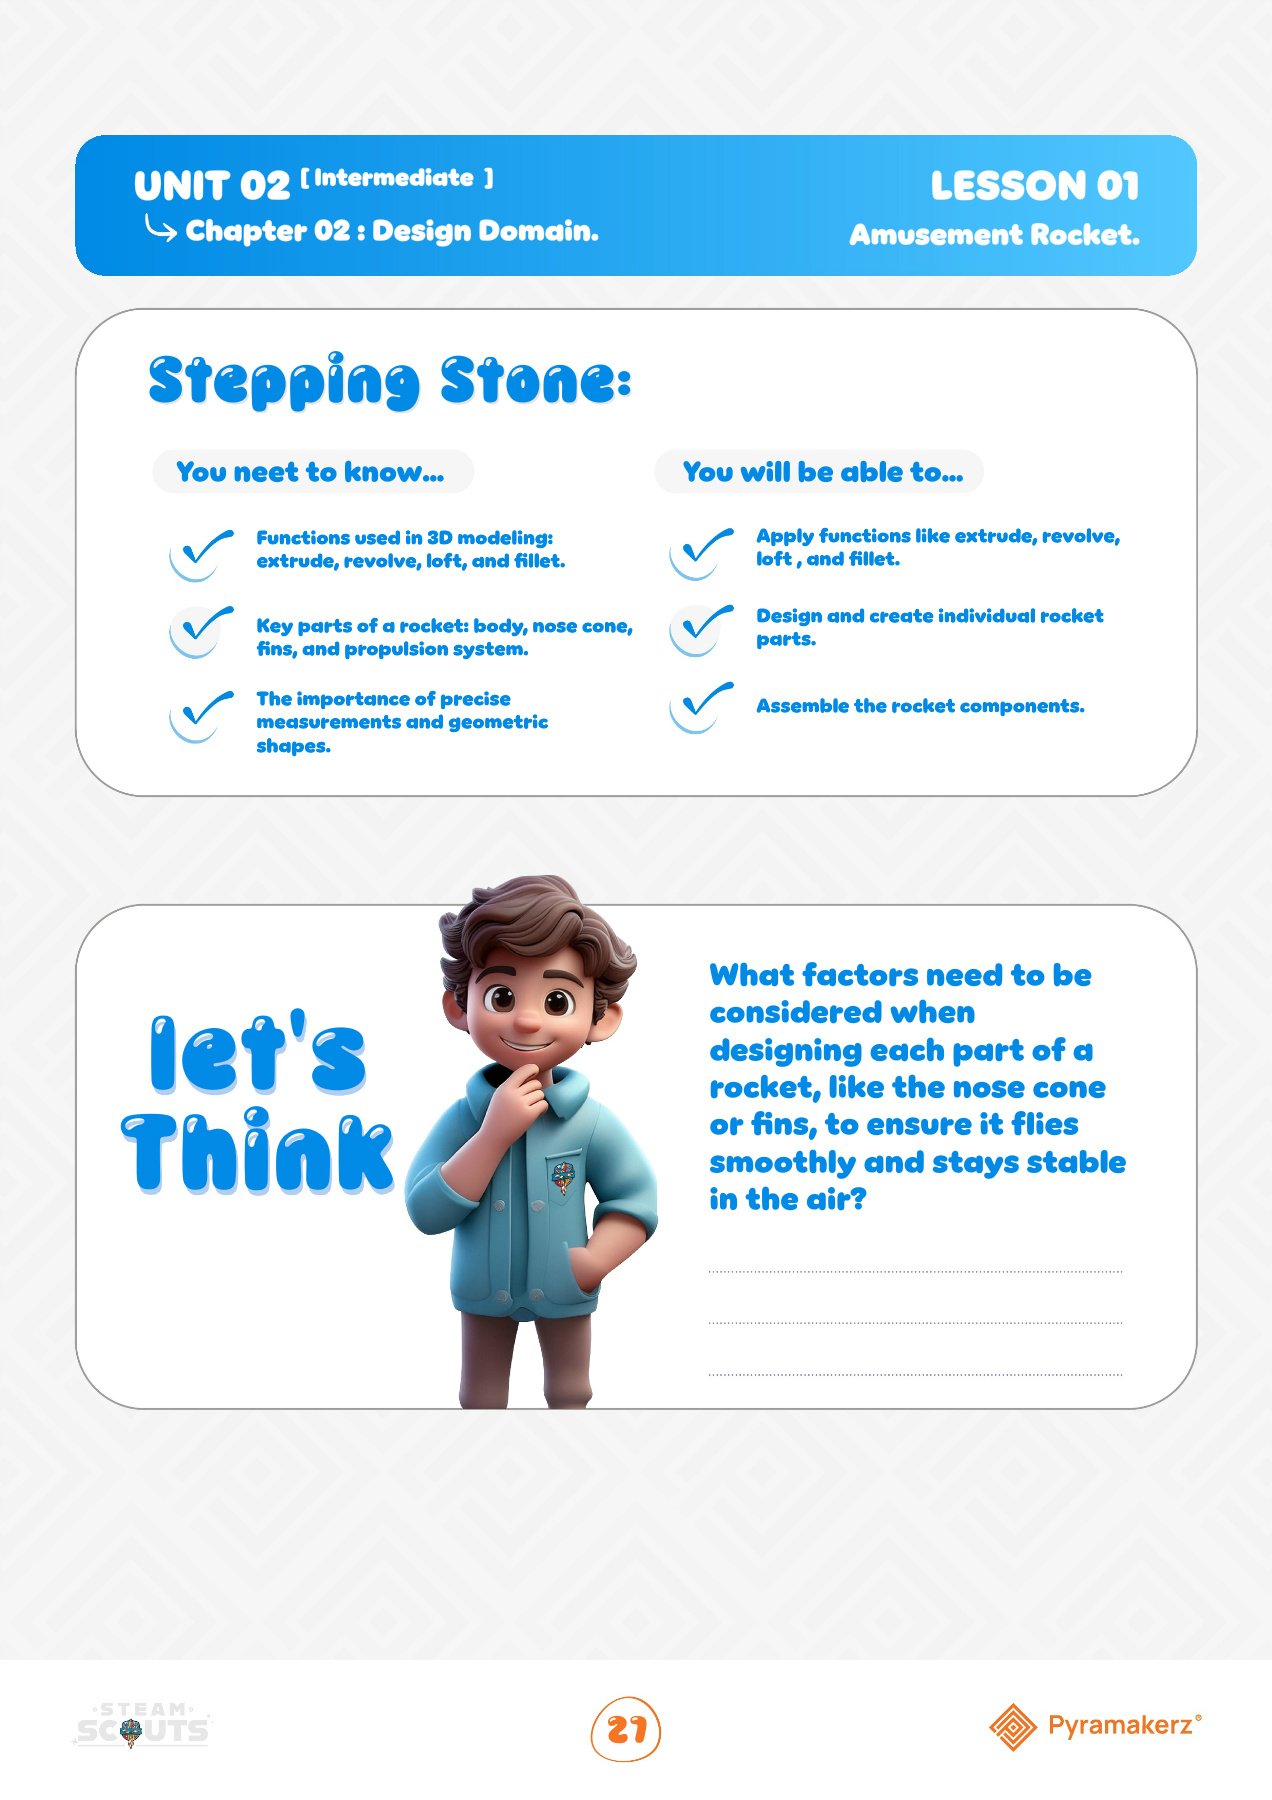 UNIT 02 [ Intermediate ]
Chapter 02 : Design Domain.
LESSON 01
Amusement Rocket.
Stepping Stone:
You neet to know...
Functions used in 3D modeling:
extrude, revolve, loft, and fillet.
Key parts of a rocket: body, nose cone,
fins, and propulsion system.
The importance of precise
measurements and geometric
shapes.
You will be able to...
Apply functions like extrude, revolve,
loft , and fillet.
Design and create individual rocket
parts.
Assemble the rocket components.
let's
Think
What factors need to be
considered when
designing each part of a
rocket, like the nose cone
or fins, to ensure it flies
smoothly and stays stable
in the air?
STEAM
SCOUTS
27
Pyramakerz®